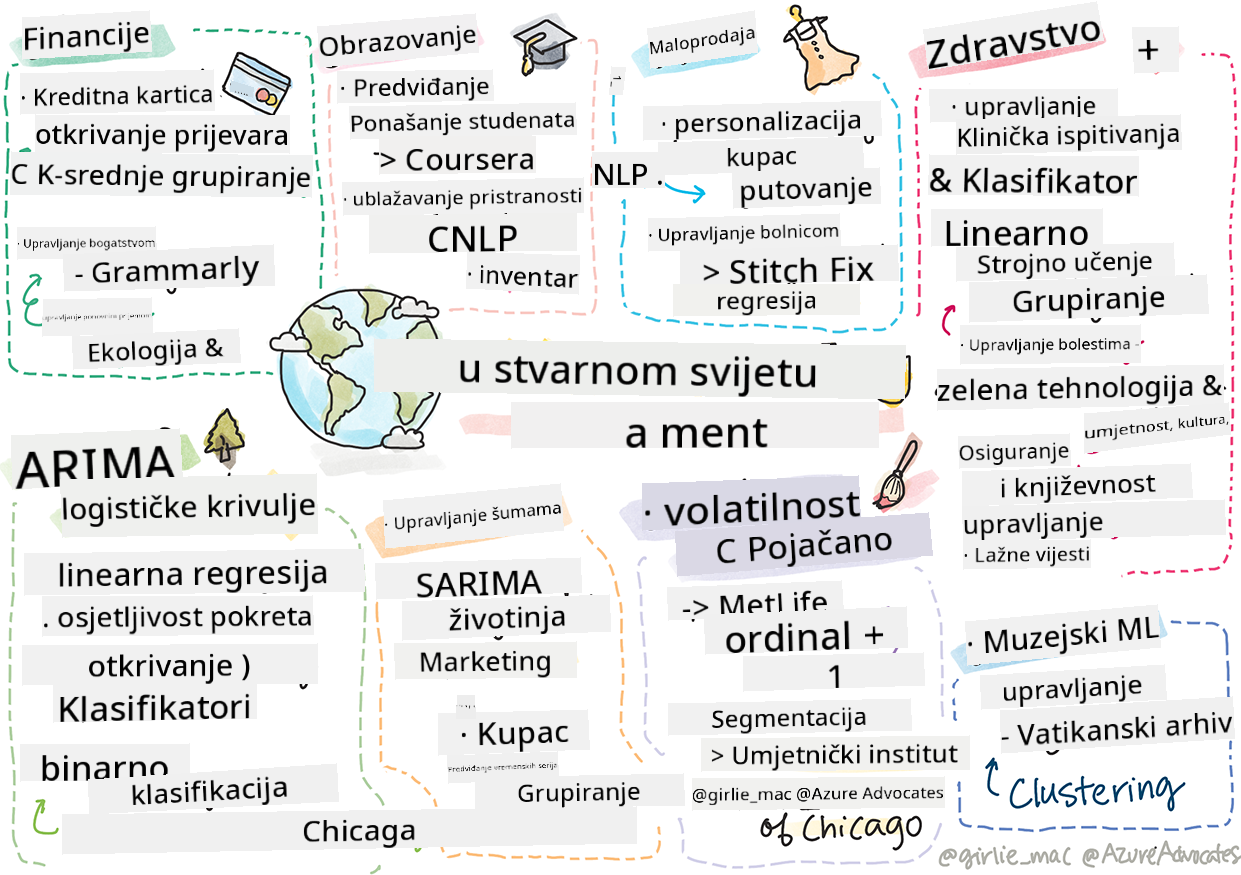 Financije
· Kreditna kartica
otkrivanje prijevara
C K-srednje grupiranje
· Upravljanje bogatstvom
- Grammarly
Ekologija &
Obrazovanje
· Predviđanje
Ponašanje studenata
> Coursera
· ublažavanje pristranosti
CNLP
· inventar
Maloprodaja
· personalizacija
kupac
NLP .
putovanje
· Upravljanje bolnicom
> Stitch Fix
regresija
Zdravstvo +
· upravljanje
Klinička ispitivanja
& Klasifikator
Linearno
Strojno učenje
Grupiranje
· Upravljanje bolestima -
zelena tehnologija &
umjetnost, kultura,
Osiguranje
i književnost
upravljanje
· Lažne vijesti
u stvarnom svijetu
a ment
ARIMA
logističke krivulje
linearna regresija
. osjetljivost pokreta
otkrivanje )
Klasifikatori
binarno
klasifikacija
Chicaga
· Upravljanje šumama
SARIMA
životinja
Marketing
· Kupac
Predviđanje vremenskih serija
Grupiranje
· volatilnost
C Pojačano
-> MetLife
ordinal +
1
Segmentacija
> Umjetnički institut
@girlie_mac @Azure Advocates
of Chicago
· Muzejski ML
upravljanje
- Vatikanski arhiv
Clustering
@girlie_mac @AzureAdvocates